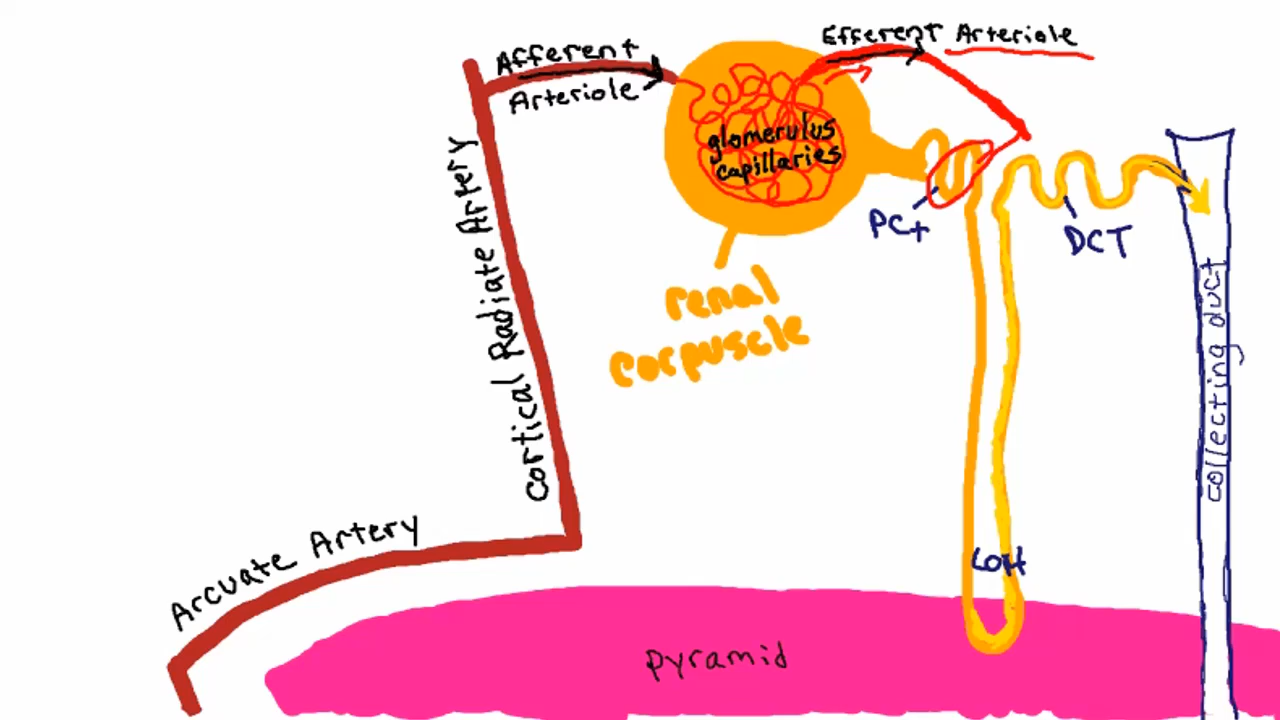 Efferent Arteriole
Afferent
Arteriole
glomerulus
capillaries
PCt
DCT
renal
corpuscle
Cortical Radiate Artery
collecting duct
Arcuate Artery
LOH
pyramid